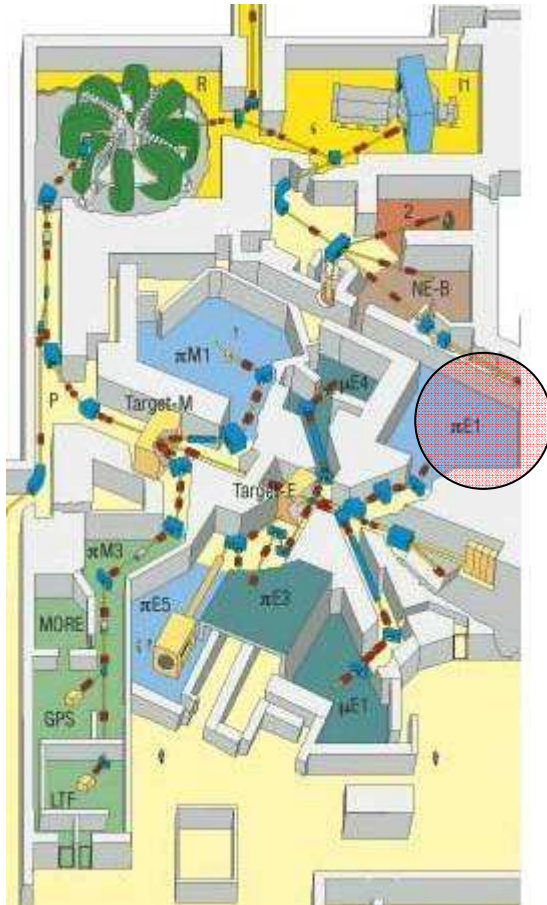 R
I1
2
NE-B
πM1
μE4
P
Target-M
πE1
Target-E
πM3
πE5
πE3
MORE
GPS
μE1
LTF